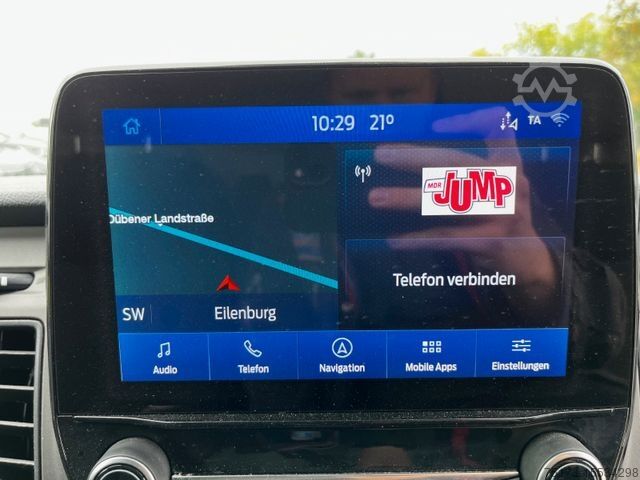 10:29 21° TA
Dübener Landstraße
MDR JUMP
Telefon verbinden
SW Eilenburg
Audio Telefon Navigation Mobile Apps Einstellungen